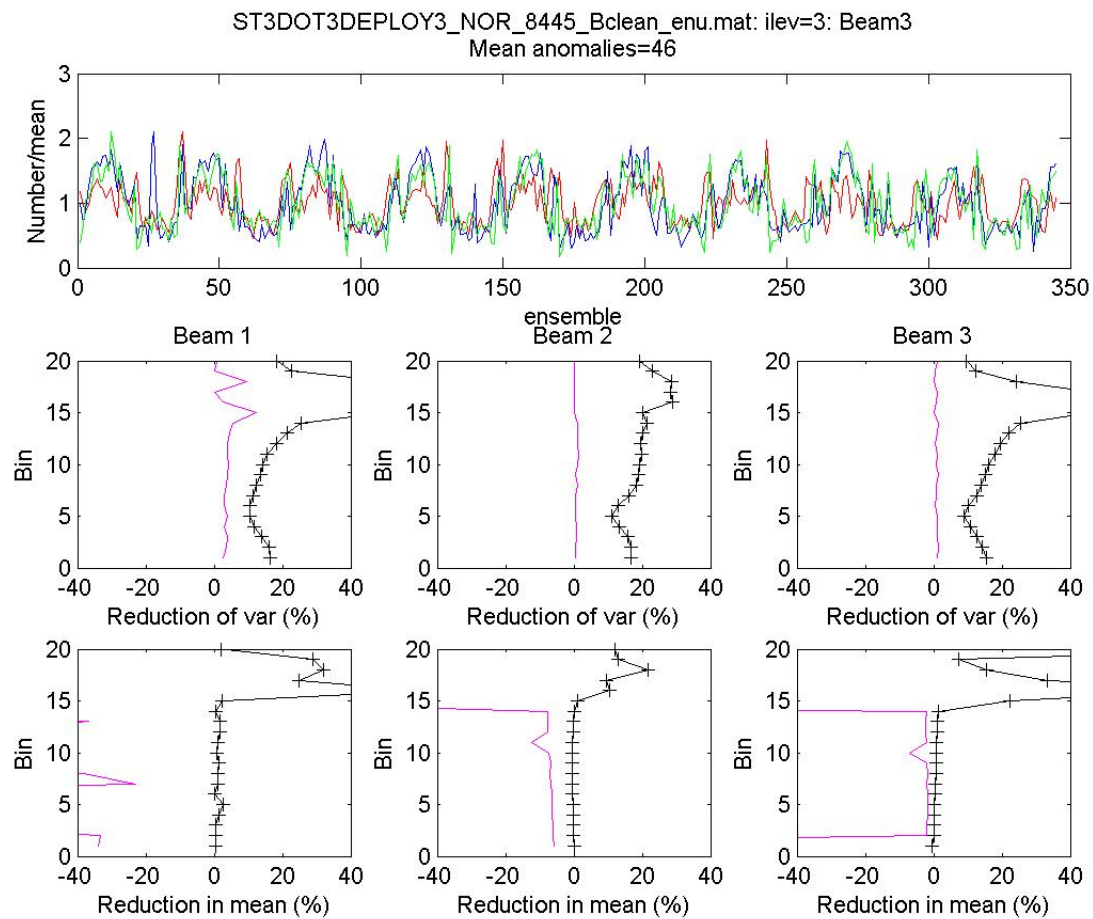 ST3DOT3DEPLOY3_NOR_8445_Bclean_enu.mat: ilev=3: Beam3
Mean anomalies=46
3
2
1
0
Number/mean
0 50 100 150 200 250 300 350
ensemble
Beam 1 Beam 2 Beam 3
20 20 20
15 15 15
10 10 10
5 5 5
0 0 0
Bin Bin Bin
-40 -20 0 20 40 -40 -20 0 20 40 -40 -20 0 20 40
Reduction of var (%) Reduction of var (%) Reduction of var (%)
20 20 20
15 15 15
10 10 10
5 5 5
0 0 0
Bin Bin Bin
-40 -20 0 20 40 -40 -20 0 20 40 -40 -20 0 20 40
Reduction in mean (%) Reduction in mean (%) Reduction in mean (%)